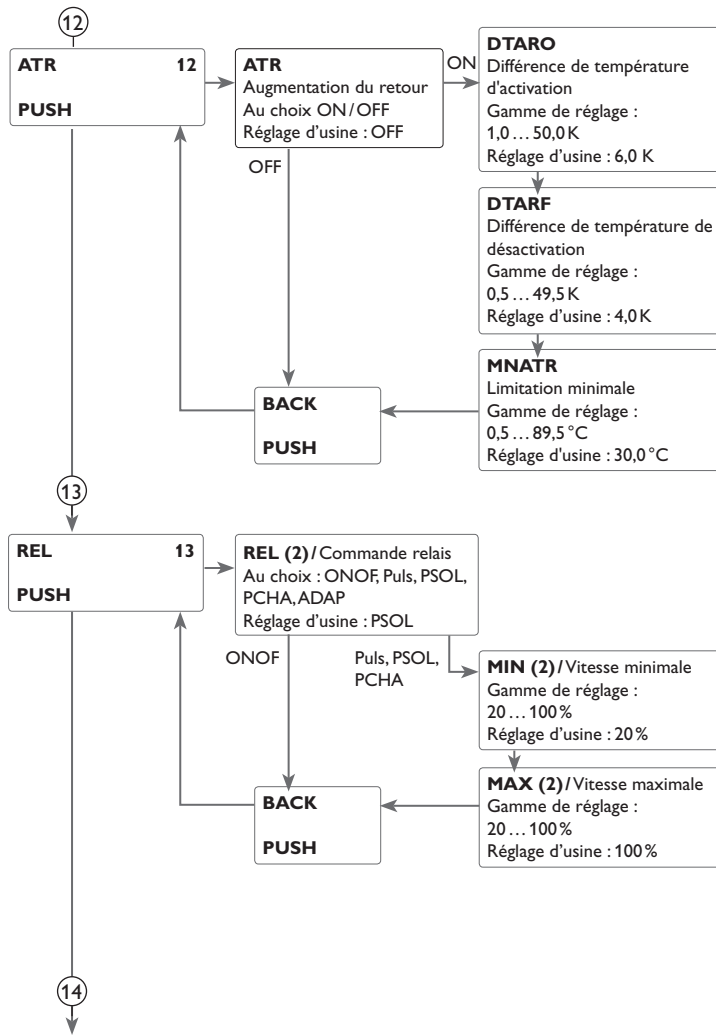 12
ATR 12
PUSH
ATR
Augmentation du retour
Au choix ON/OFF
Réglage d’usine : OFF
ON
OFF
DTARO
Différence de température
d'activation
Gamme de réglage :
1,0 … 50,0 K
Réglage d’usine : 6,0 K
DTARF
Différence de température de
désactivation
Gamme de réglage :
0,5 … 49,5 K
Réglage d’usine : 4,0 K
MNATR
Limitation minimale
Gamme de réglage :
0,5 … 89,5 °C
Réglage d'usine : 30,0 °C
BACK
PUSH
13
REL 13
PUSH
REL (2)/Commande relais
Au choix : ONOF, Puls, PSOL,
PCHA, ADAP
Réglage d’usine : PSOL
ONOF
Puls, PSOL,
PCHA
MIN (2)/Vitesse minimale
Gamme de réglage :
20 … 100 %
Réglage d’usine : 20 %
MAX (2)/Vitesse maximale
Gamme de réglage :
20 … 100 %
Réglage d’usine : 100 %
BACK
PUSH
14